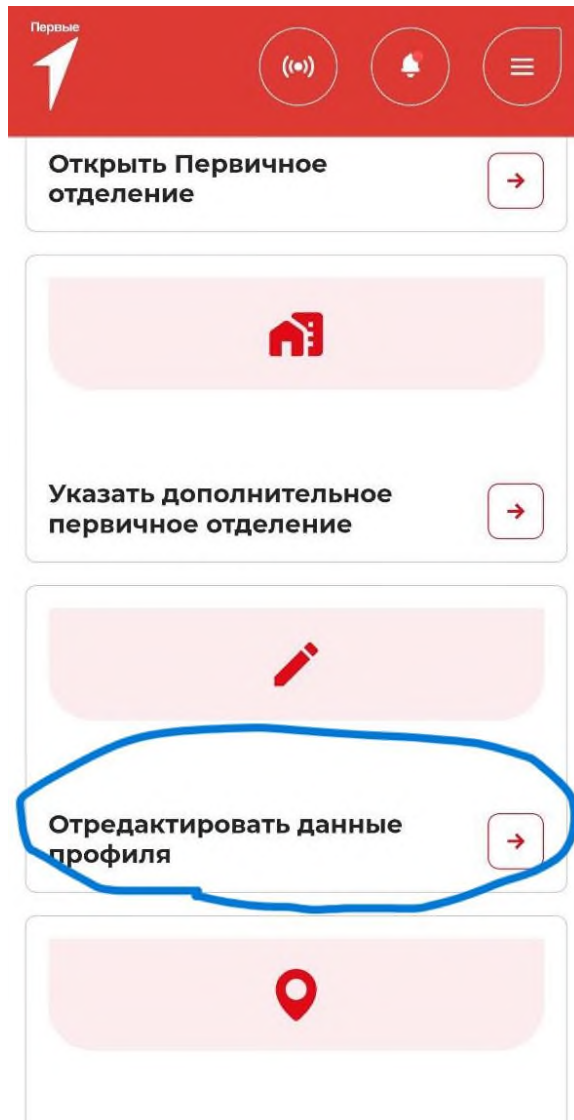 Первые
Открыть Первичное
отделение
Указать дополнительное
первичное отделение
Отредактировать данные
профиля